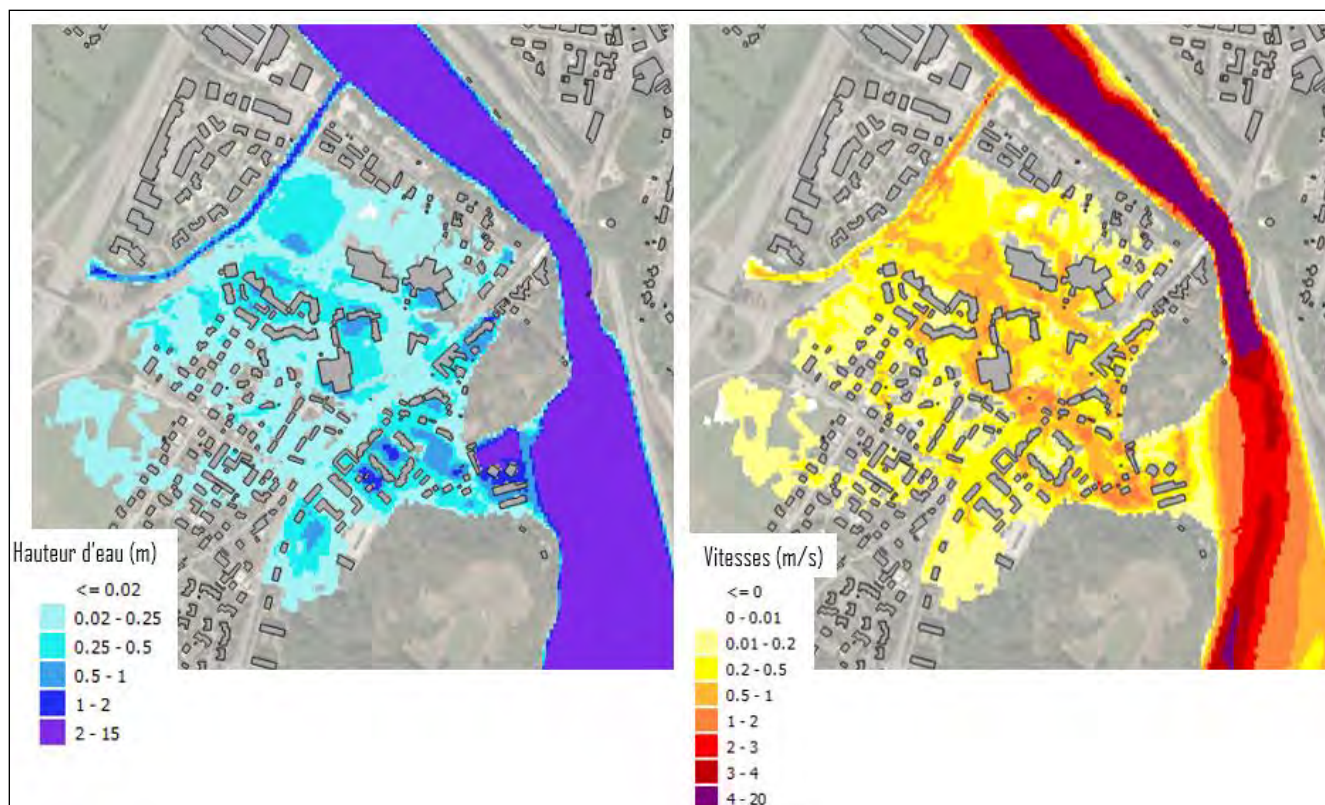 Hauteur d'eau (m)
<= 0.02
0.02 - 0.25
0.25 - 0.5
0.5 - 1
1 - 2
2 - 15
Vitesses (m/s)
<= 0
0 - 0.01
0.01 - 0.2
0.2 - 0.5
0.5 - 1
1 - 2
2 - 3
3 - 4
4 - 20